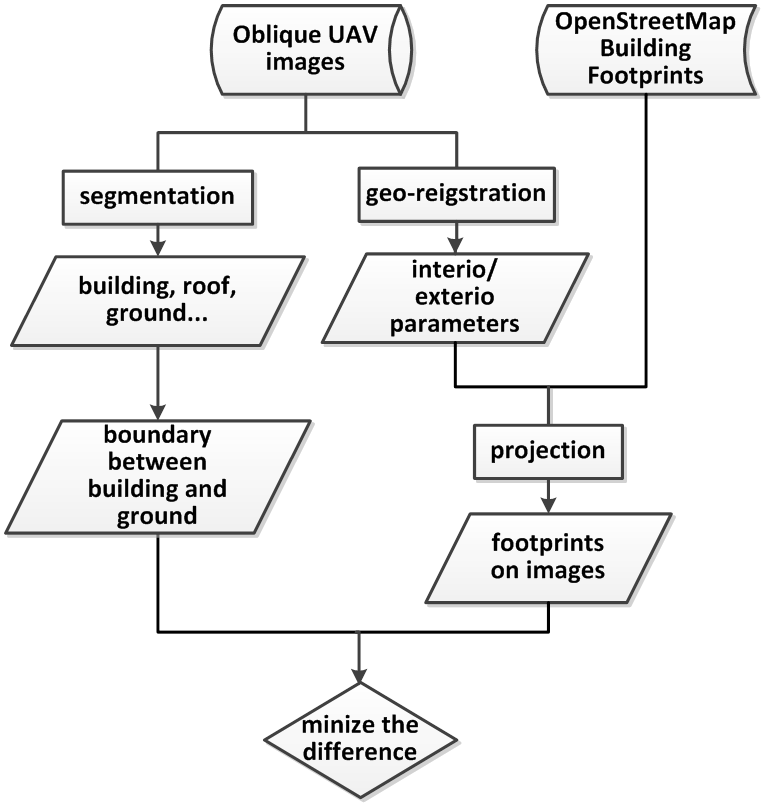 Oblique UAV
images
OpenStreetMap
Building
Footprints
segmentation
geo-reigstration
building, roof,
ground...
interio/
exterio
parameters
boundary
between
building and
ground
projection
footprints
on images
minize the
difference